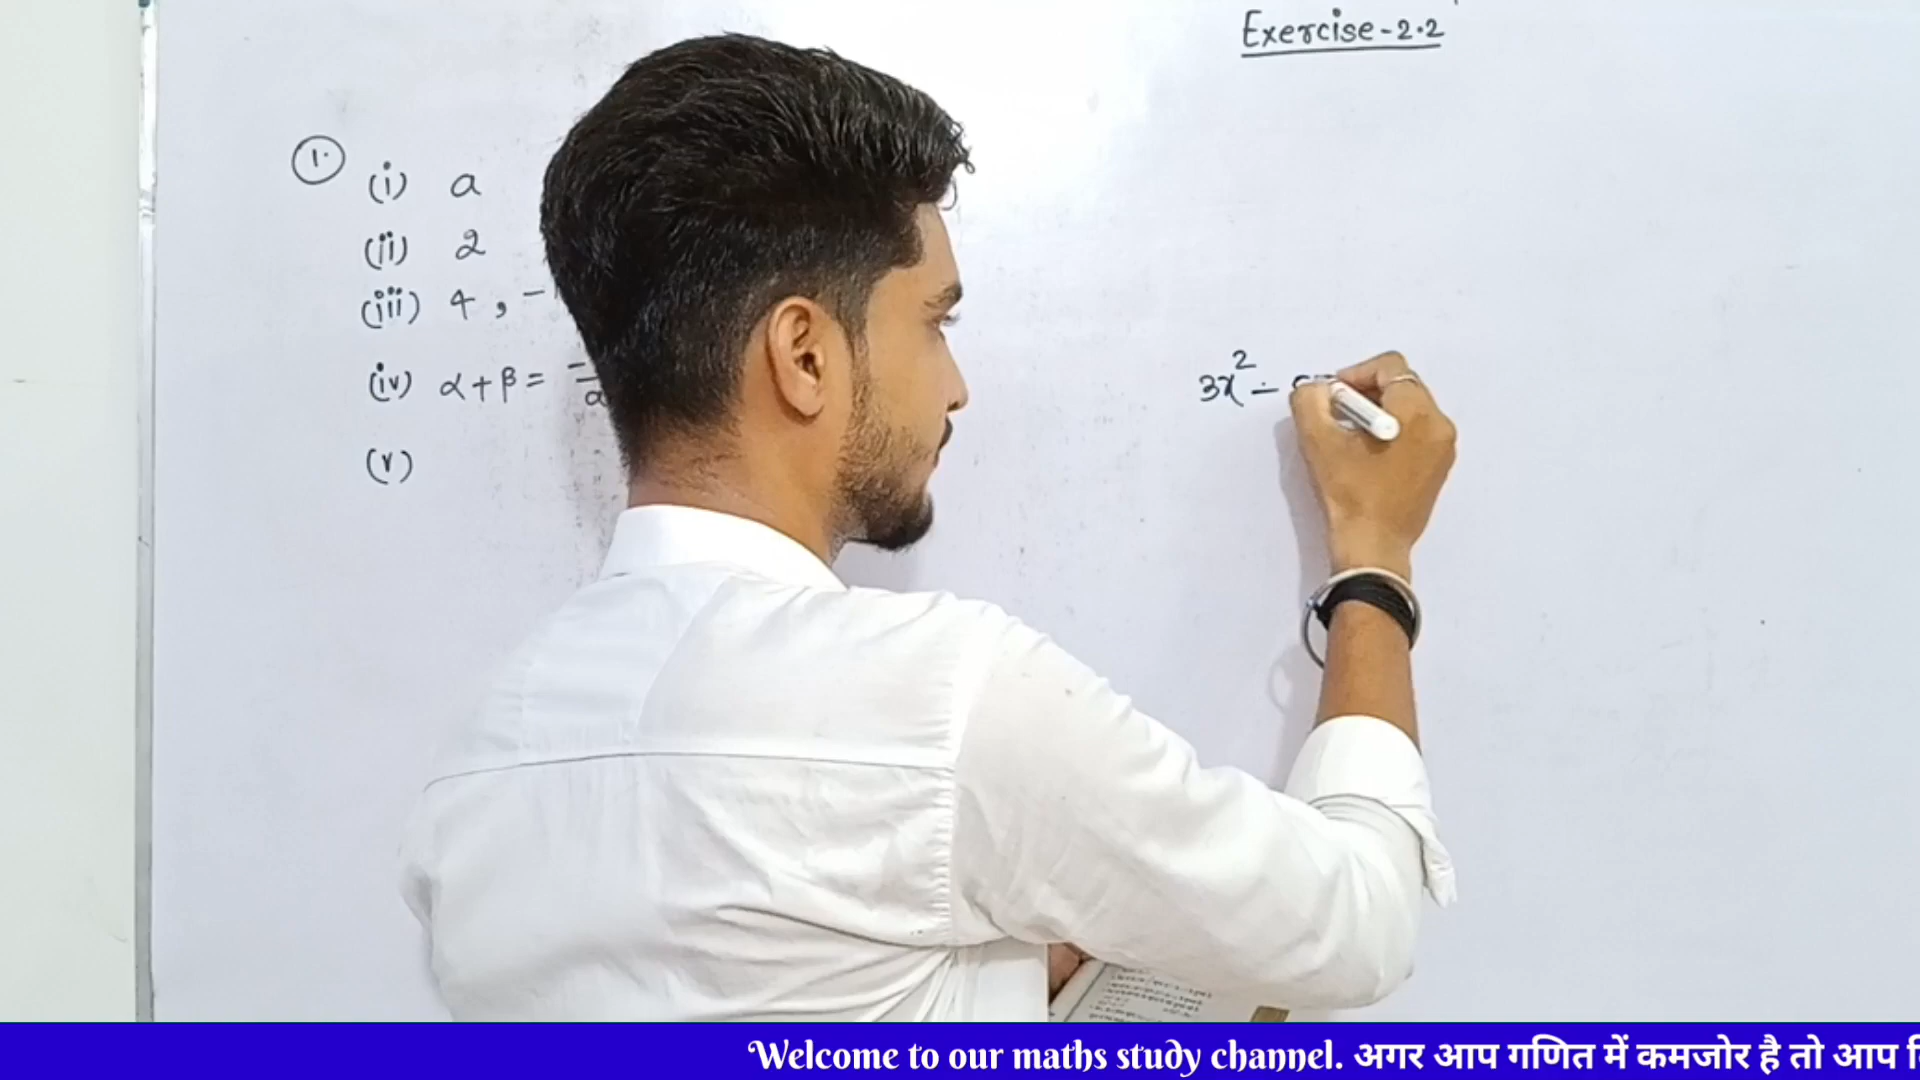 Exercise-2.2
1.
(i) a
(ii) 2
(iii) 4 , -
(iv) α+β = -/a
(v)
3x² -
Welcome to our maths study channel. अगर आप गणित में कमजोर है तो आप